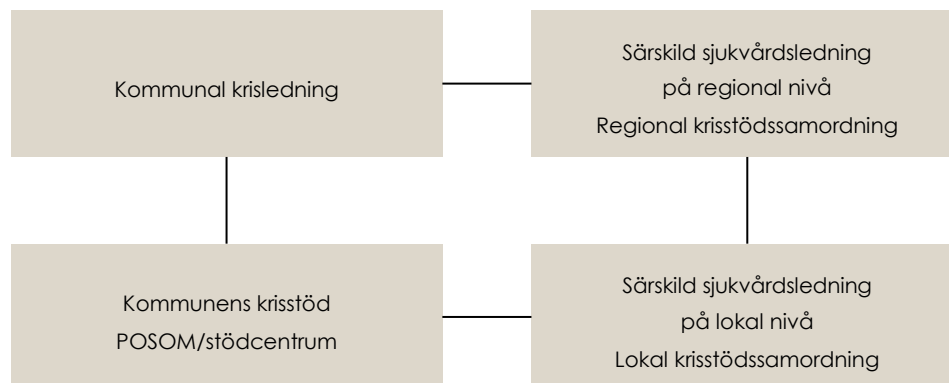 Kommunal krisledning
Särskild sjukvårdsledning
på regional nivå
Regional krisstödssamordning
Kommunens krisstöd
POSOM/stödcentrum
Särskild sjukvårdsledning
på lokal nivå
Lokal krisstödssamordning